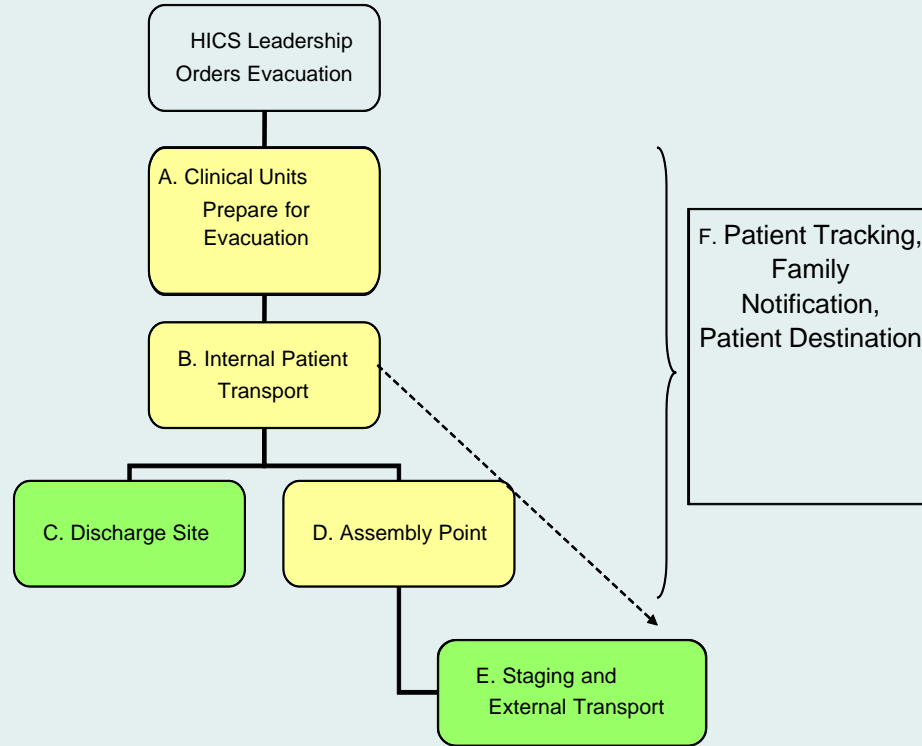 HICS Leadership
Orders Evacuation
A. Clinical Units
Prepare for
Evacuation
B. Internal Patient
Transport
C. Discharge Site
D. Assembly Point
E. Staging and
External Transport
F. Patient Tracking,
Family
Notification,
Patient Destination